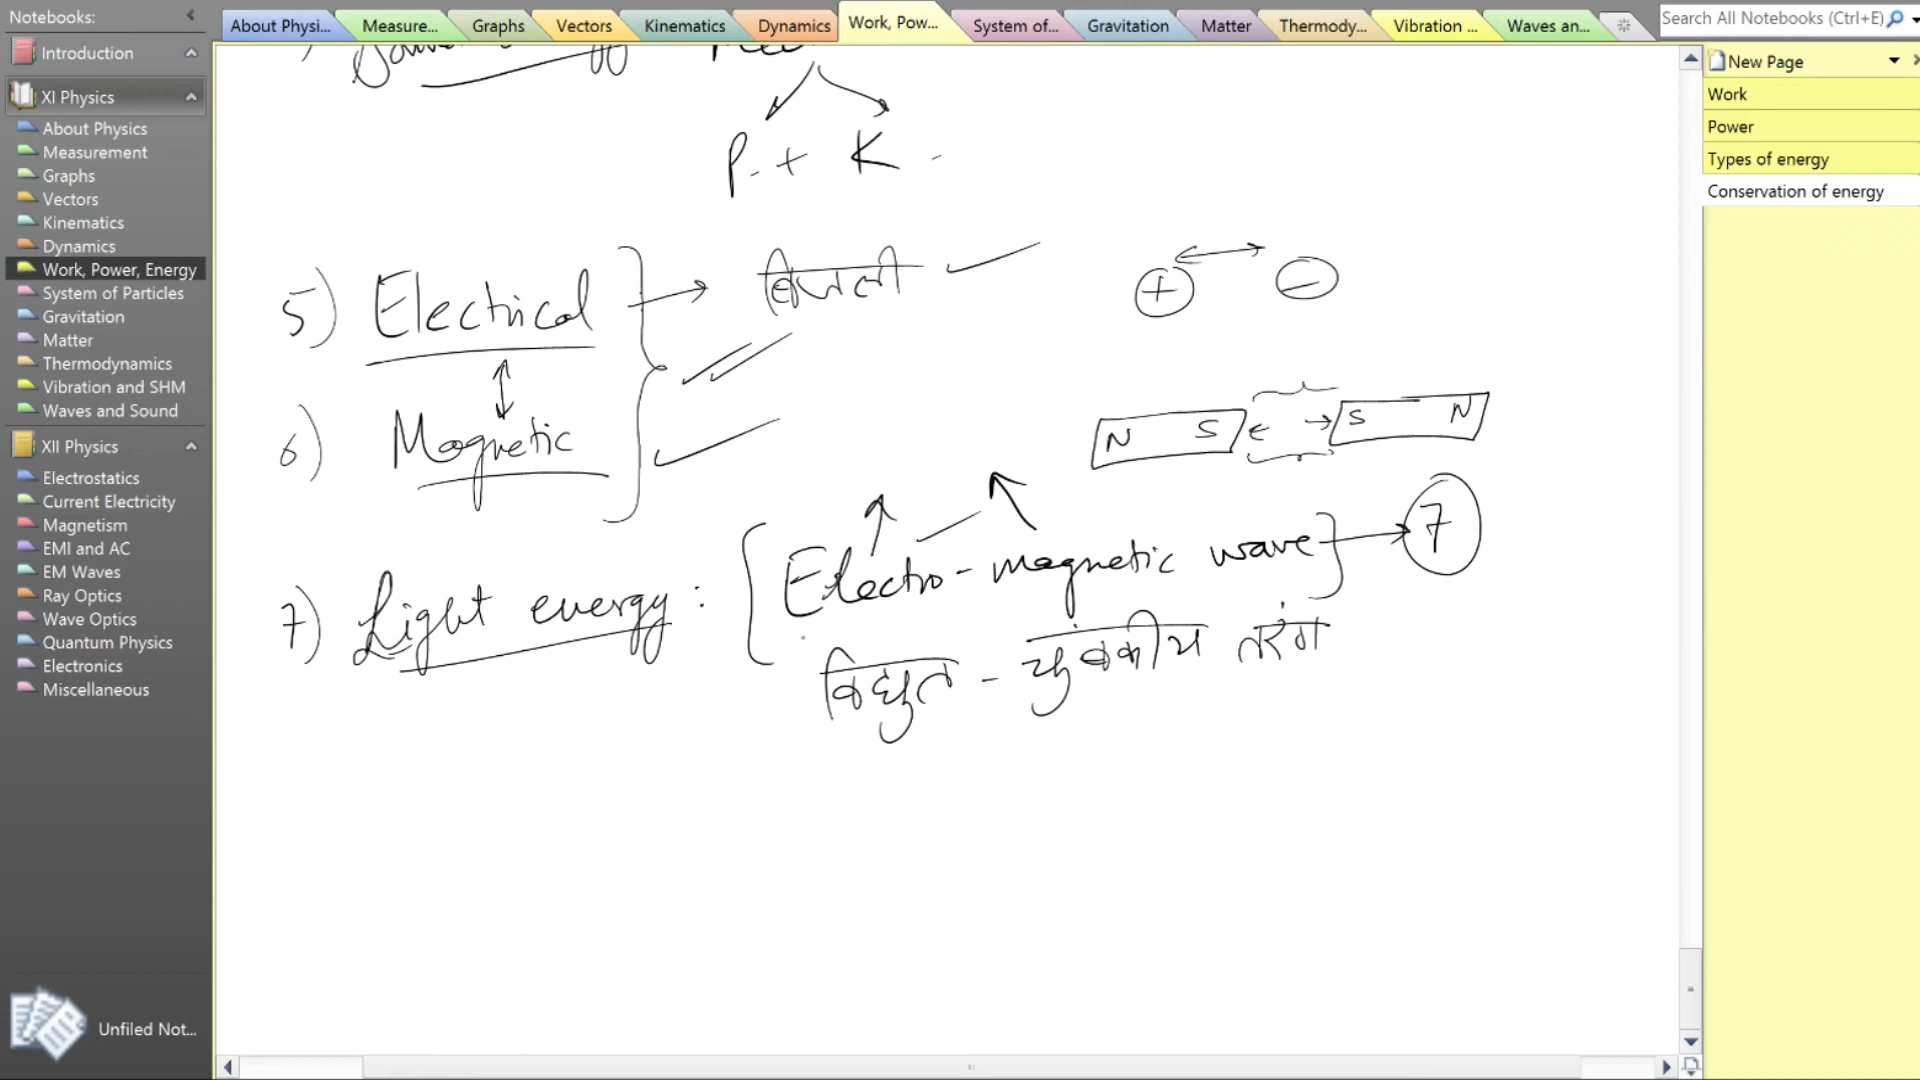 Notebooks:
Introduction
XI Physics
About Physics
Measurement
Graphs
Vectors
Kinematics
Dynamics
Work, Power, Energy
System of Particles
Gravitation
Matter
Thermodynamics
Vibration and SHM
Waves and Sound
XII Physics
Electrostatics
Current Electricity
Magnetism
EMI and AC
EM Waves
Ray Optics
Wave Optics
Quantum Physics
Electronics
Miscellaneous
Unfiled Not...
About Physi... Measure... Graphs Vectors Kinematics Dynamics Work, Pow... System of... Gravitation Matter Thermody... Vibration ... Waves an...
Search All Notebooks (Ctrl+E)
P. + K
5) Electrical → बिजली
+ −
6) Magnetic
N S S N
7) Light energy: Electro-magnetic wave → 7
विद्युत - चुंबकीय तरंग
New Page
Work
Power
Types of energy
Conservation of energy